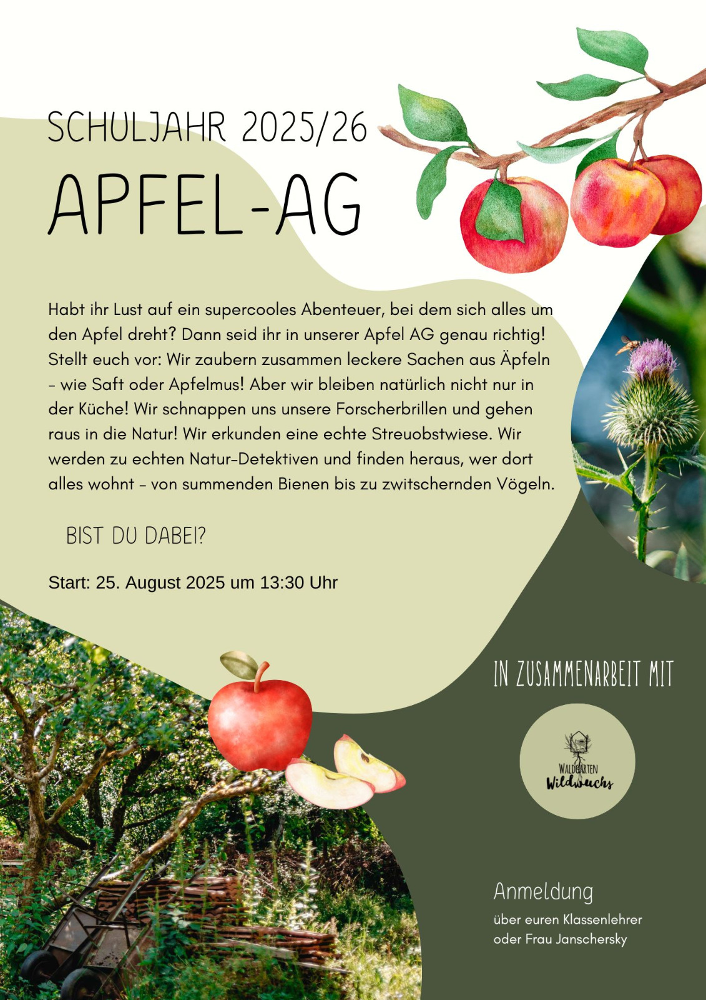 SCHULJAHR 2025/26
APFEL-AG
Habt ihr Lust auf ein supercooles Abenteuer, bei dem sich alles um
den Apfel dreht? Dann seid ihr in unserer Apfel AG genau richtig!
Stellt euch vor: Wir zaubern zusammen leckere Sachen aus Äpfeln
– wie Saft oder Apfelmus! Aber wir bleiben natürlich nicht nur in
der Küche! Wir schnappen uns unsere Forscherbrillen und gehen
raus in die Natur! Wir erkunden eine echte Streuobstwiese. Wir
werden zu echten Natur-Detektiven und finden heraus, wer dort
alles wohnt – von summenden Bienen bis zu zwitschernden Vögeln.
BIST DU DABEI?
Start: 25. August 2025 um 13:30 Uhr
IN ZUSAMMENARBEIT MIT
WALDGARTEN
Wildwuchs
Anmeldung
über euren Klassenlehrer
oder Frau Janschersky